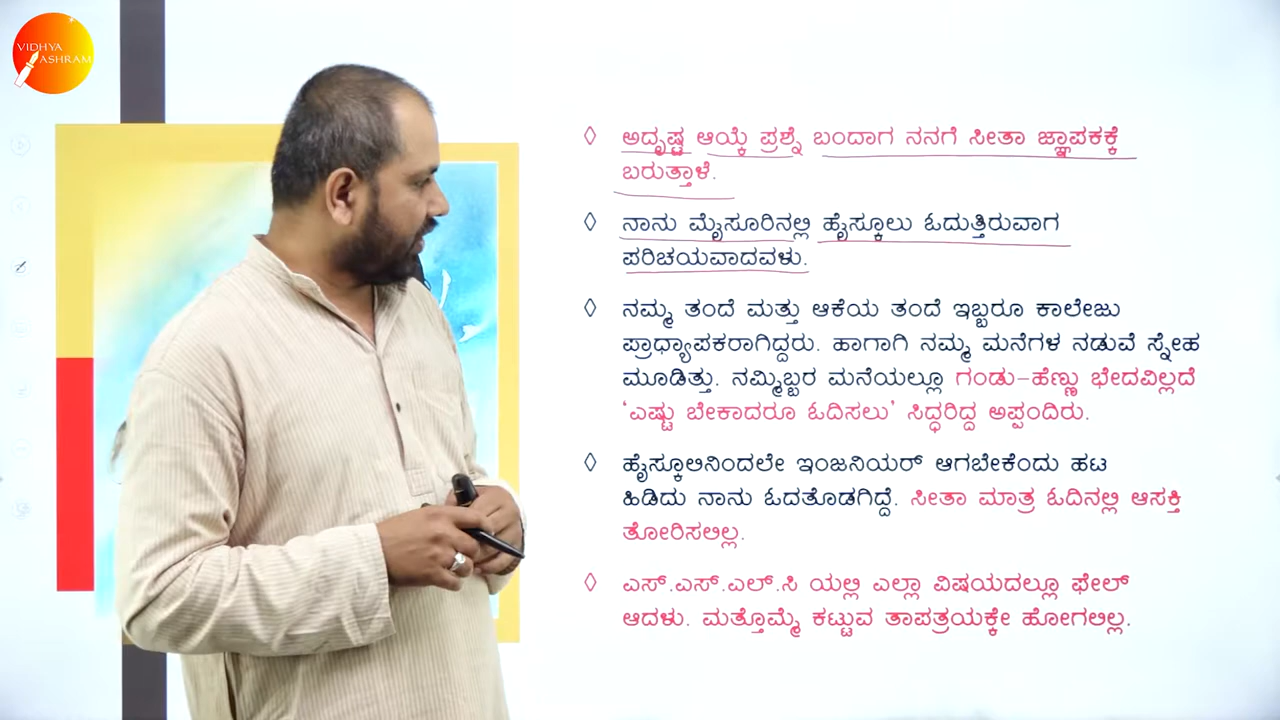 VIDHYA
ASHRAM
◊ ಅದೃಷ್ಟ ಆಯ್ಕೆ ಪ್ರಶ್ನೆ ಬಂದಾಗ ನನಗೆ ಸೀತಾ ಜ್ಞಾಪಕಕ್ಕೆ
ಬರುತ್ತಾಳೆ.
◊ ನಾನು ಮೈಸೂರಿನಲ್ಲಿ ಹೈಸ್ಕೂಲು ಓದುತ್ತಿರುವಾಗ
ಪರಿಚಯವಾದವಳು.
◊ ನಮ್ಮ ತಂದೆ ಮತ್ತು ಆಕೆಯ ತಂದೆ ಇಬ್ಬರೂ ಕಾಲೇಜು
ಪ್ರಾಧ್ಯಾಪಕರಾಗಿದ್ದರು. ಹಾಗಾಗಿ ನಮ್ಮ ಮನೆಗಳ ನಡುವೆ ಸ್ನೇಹ
ಮೂಡಿತ್ತು. ನಮ್ಮಿಬ್ಬರ ಮನೆಯಲ್ಲೂ ಗಂಡು-ಹೆಣ್ಣು ಭೇದವಿಲ್ಲದೆ
'ಎಷ್ಟು ಬೇಕಾದರೂ ಓದಿಸಲು' ಸಿದ್ಧರಿದ್ದ ಅಪ್ಪಂದಿರು.
◊ ಹೈಸ್ಕೂಲಿನಿಂದಲೇ ಇಂಜನಿಯರ್ ಆಗಬೇಕೆಂದು ಹಟ
ಹಿಡಿದು ನಾನು ಓದತೊಡಗಿದ್ದೆ. ಸೀತಾ ಮಾತ್ರ ಓದಿನಲ್ಲಿ ಆಸಕ್ತಿ
ತೋರಿಸಲಿಲ್ಲ.
◊ ಎಸ್.ಎಸ್.ಎಲ್.ಸಿ ಯಲ್ಲಿ ಎಲ್ಲಾ ವಿಷಯದಲ್ಲೂ ಫೇಲ್
ಆದಳು. ಮತ್ತೊಮ್ಮೆ ಕಟ್ಟುವ ತಾಪತ್ರಯಕ್ಕೇ ಹೋಗಲಿಲ್ಲ.